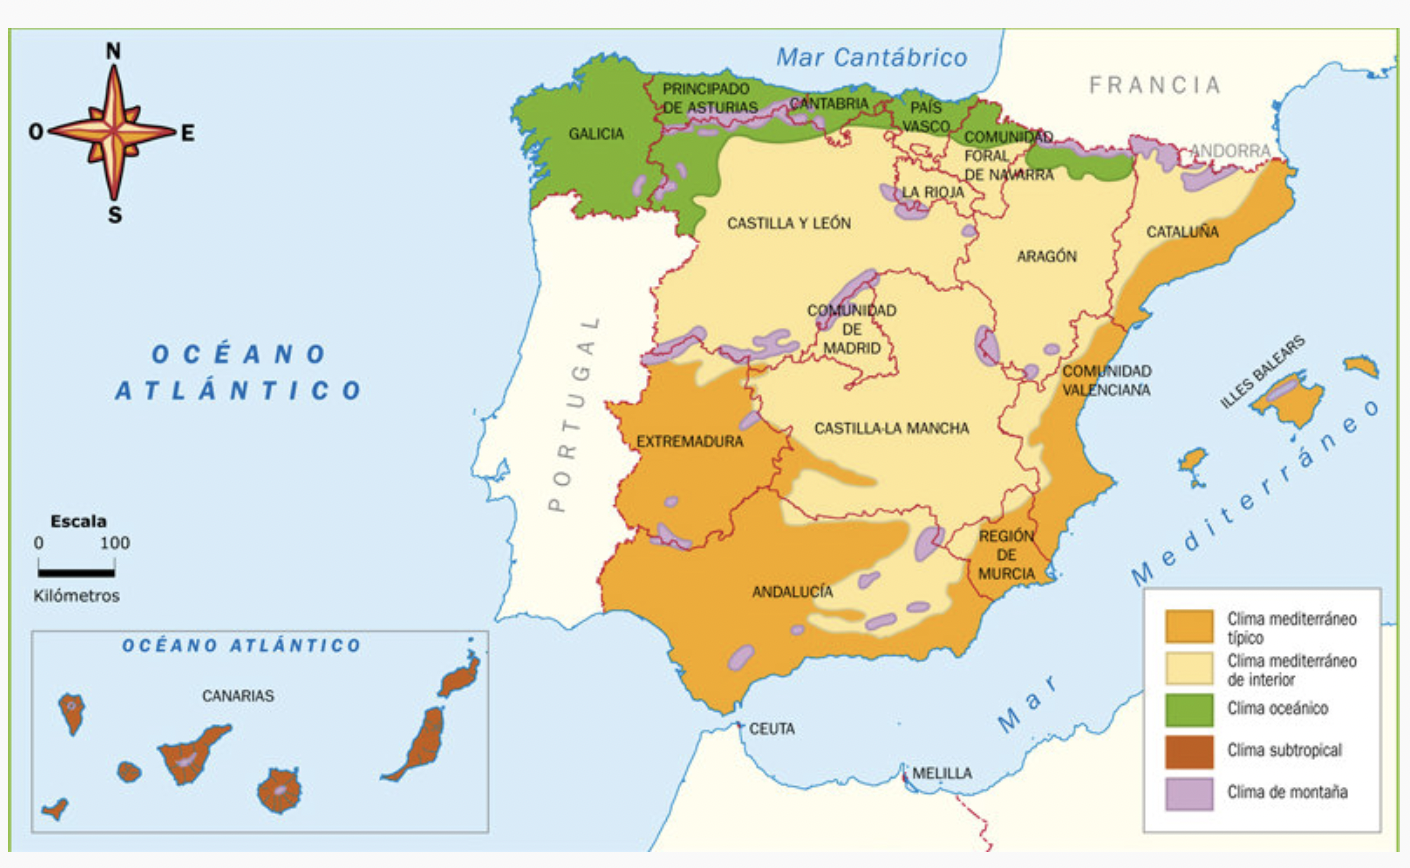 N
O
E
S
Mar Cantábrico
FRANCIA
ANDORRA
PRINCIPADO
DE ASTURIAS
CANTABRIA
PAÍS
VASCO
GALICIA
COMUNIDAD
FORAL
DE NAVARRA
LA RIOJA
CASTILLA Y LEÓN
ARAGÓN
CATALUÑA
COMUNIDAD
DE
MADRID
OCÉANO
ATLÁNTICO
PORTUGAL
COMUNIDAD
VALENCIANA
ILLES BALEARS
EXTREMADURA
CASTILLA-LA MANCHA
Mar Mediterráneo
REGIÓN
DE
MURCIA
ANDALUCÍA
Escala
0 100
Kilómetros
OCÉANO ATLÁNTICO
CANARIAS
CEUTA
MELILLA
Clima mediterráneo
típico
Clima mediterráneo
de interior
Clima oceánico
Clima subtropical
Clima de montaña